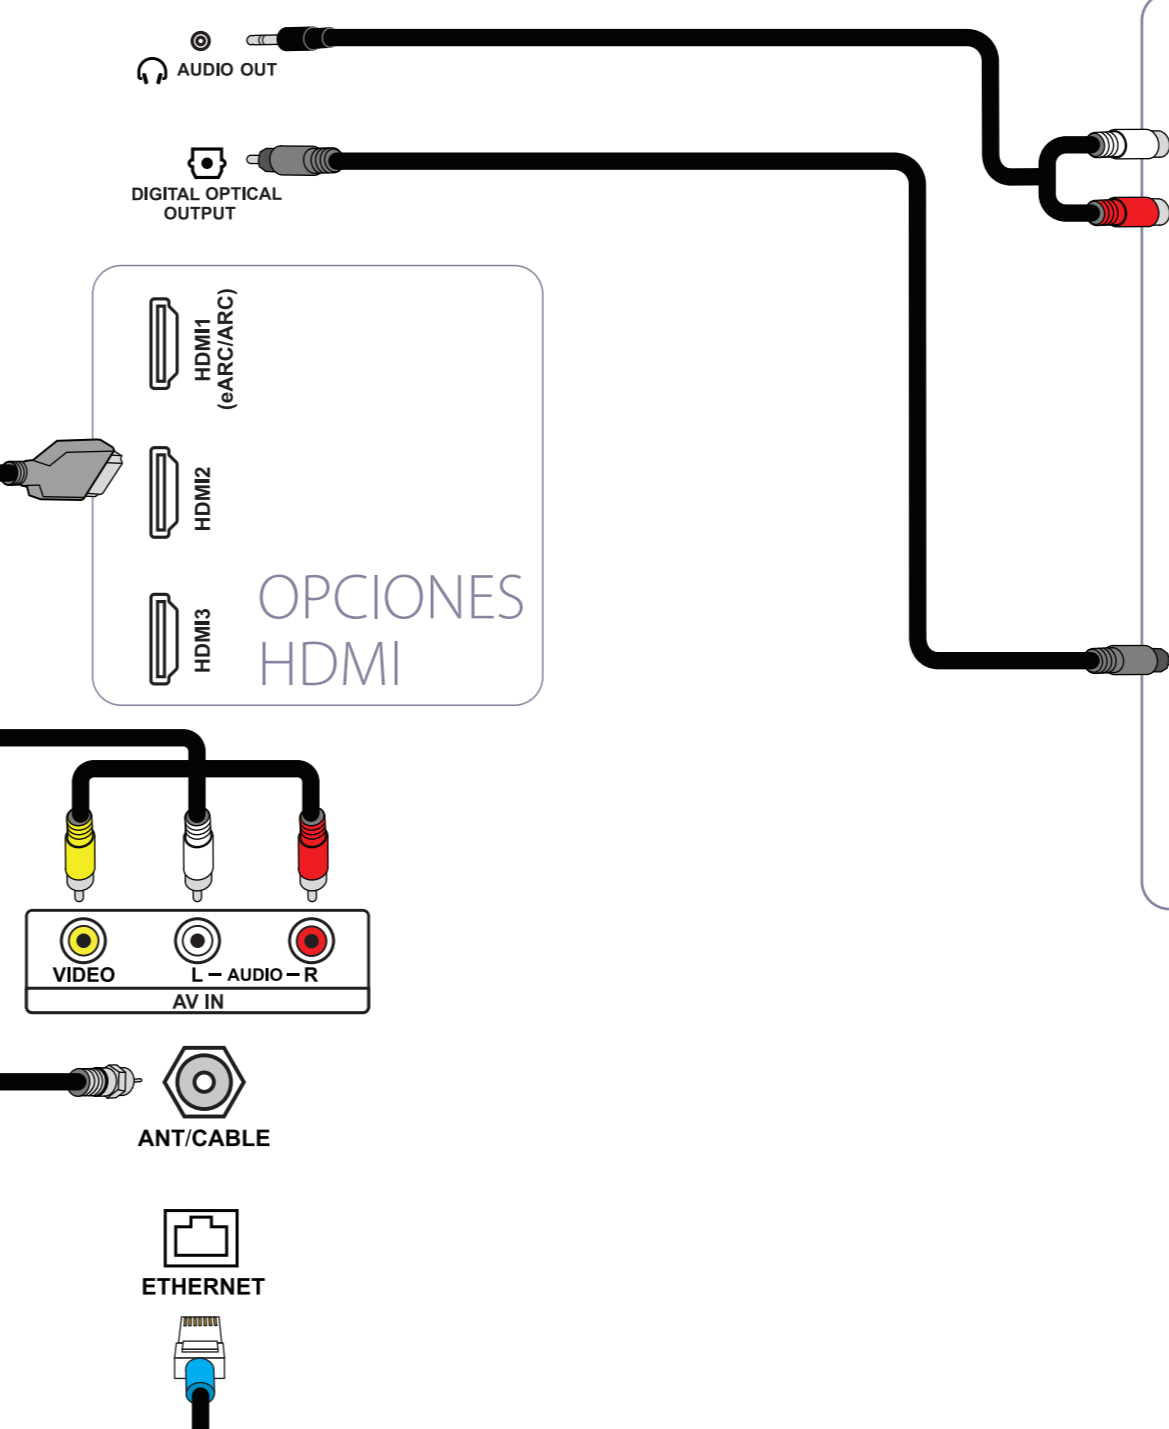 AUDIO OUT
DIGITAL OPTICAL
OUTPUT
HDMI1
(eARC/ARC)
HDMI2
HDMI3
OPCIONES
HDMI
VIDEO
L – AUDIO – R
AV IN
ANT/CABLE
ETHERNET